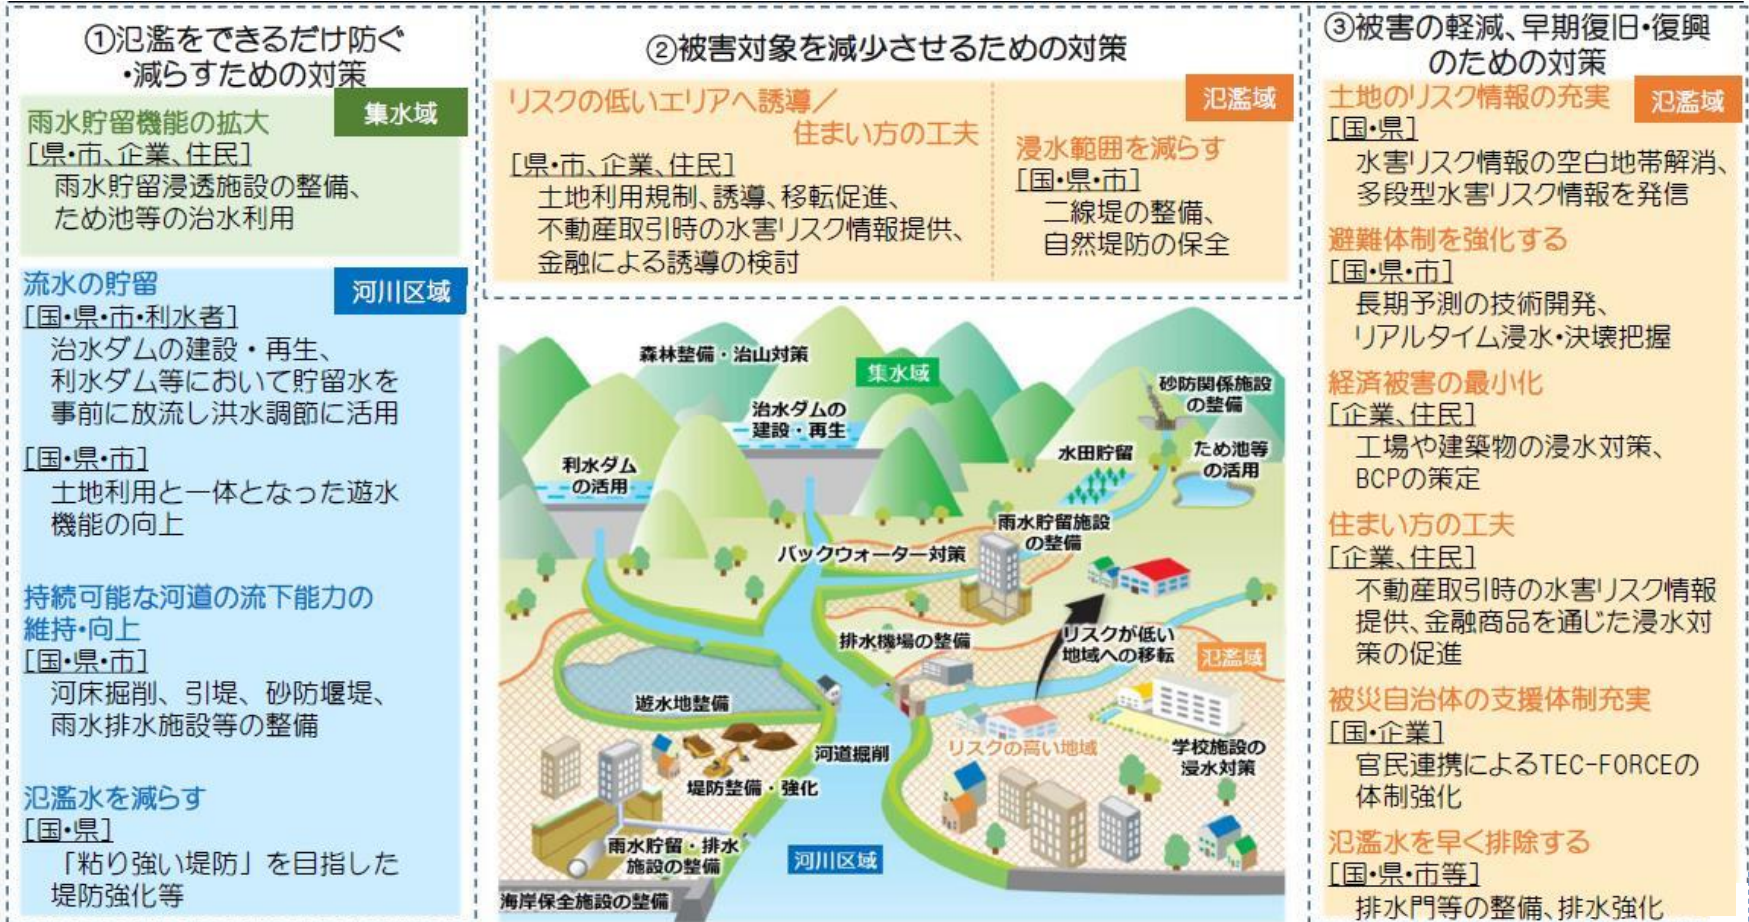 ①氾濫をできるだけ防ぐ
・減らすための対策
集水域
雨水貯留機能の拡大
[県・市、企業、住民]
雨水貯留浸透施設の整備、
ため池等の治水利用
河川区域
流水の貯留
[国・県・市・利水者]
治水ダムの建設・再生、
利水ダム等において貯留水を
事前に放流し洪水調節に活用
[国・県・市]
土地利用と一体となった遊水
機能の向上
持続可能な河道の流下能力の
維持・向上
[国・県・市]
河床掘削、引堤、砂防堰堤、
雨水排水施設等の整備
氾濫水を減らす
[国・県]
「粘り強い堤防」を目指した
堤防強化等
②被害対象を減少させるための対策
リスクの低いエリアへ誘導/
住まい方の工夫
[県・市、企業、住民]
土地利用規制、誘導、移転促進、
不動産取引時の水害リスク情報提供、
金融による誘導の検討
氾濫域
浸水範囲を減らす
[国・県・市]
二線堤の整備、
自然堤防の保全
森林整備・治山対策
集水域
砂防関係施設
の整備
治水ダムの
建設・再生
利水ダム
の活用
水田貯留
ため池等
の活用
雨水貯留施設
の整備
バックウォーター対策
排水機場の整備
リスクが低い
地域への移転
氾濫域
遊水地整備
河道掘削
リスクの高い地域
学校施設の
浸水対策
堤防整備・強化
雨水貯留・排水
施設の整備
河川区域
海岸保全施設の整備
③被害の軽減、早期復旧・復興
のための対策
氾濫域
土地のリスク情報の充実
[国・県]
水害リスク情報の空白地帯解消、
多段型水害リスク情報を発信
避難体制を強化する
[国・県・市]
長期予測の技術開発、
リアルタイム浸水・決壊把握
経済被害の最小化
[企業、住民]
工場や建築物の浸水対策、
BCPの策定
住まい方の工夫
[企業、住民]
不動産取引時の水害リスク情報
提供、金融商品を通じた浸水対
策の促進
被災自治体の支援体制充実
[国・企業]
官民連携によるTEC-FORCEの
体制強化
氾濫水を早く排除する
[国・県・市等]
排水門等の整備、排水強化